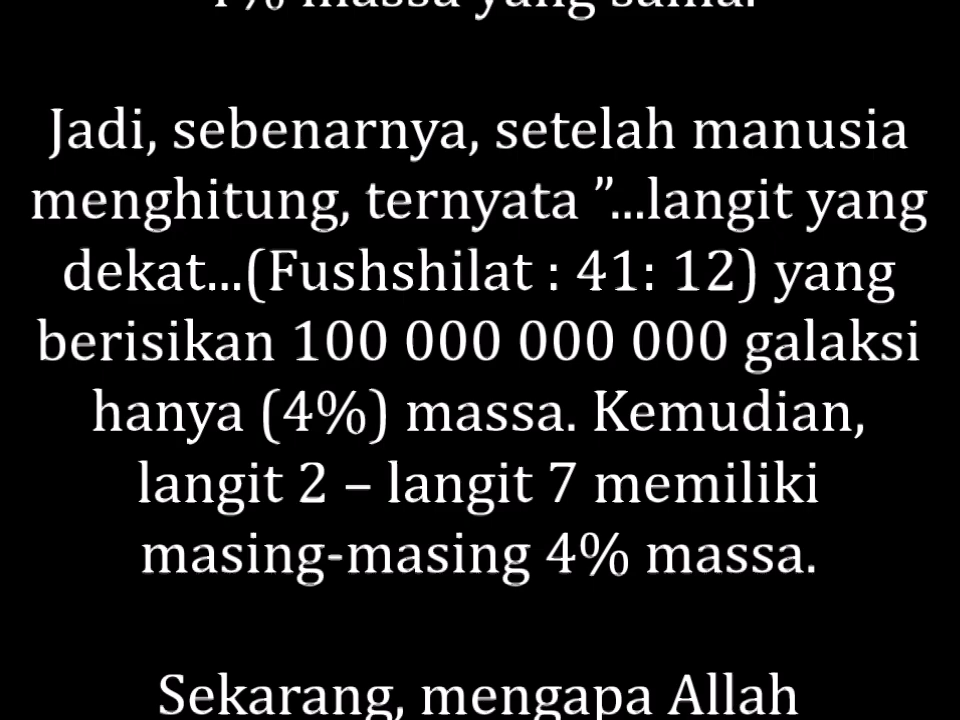 massa yang sama.
Jadi, sebenarnya, setelah manusia
menghitung, ternyata ”...langit yang
dekat...(Fushshilat : 41: 12) yang
berisikan 100 000 000 000 galaksi
hanya (4%) massa. Kemudian,
langit 2 – langit 7 memiliki
masing-masing 4% massa.
Sekarang, mengapa Allah